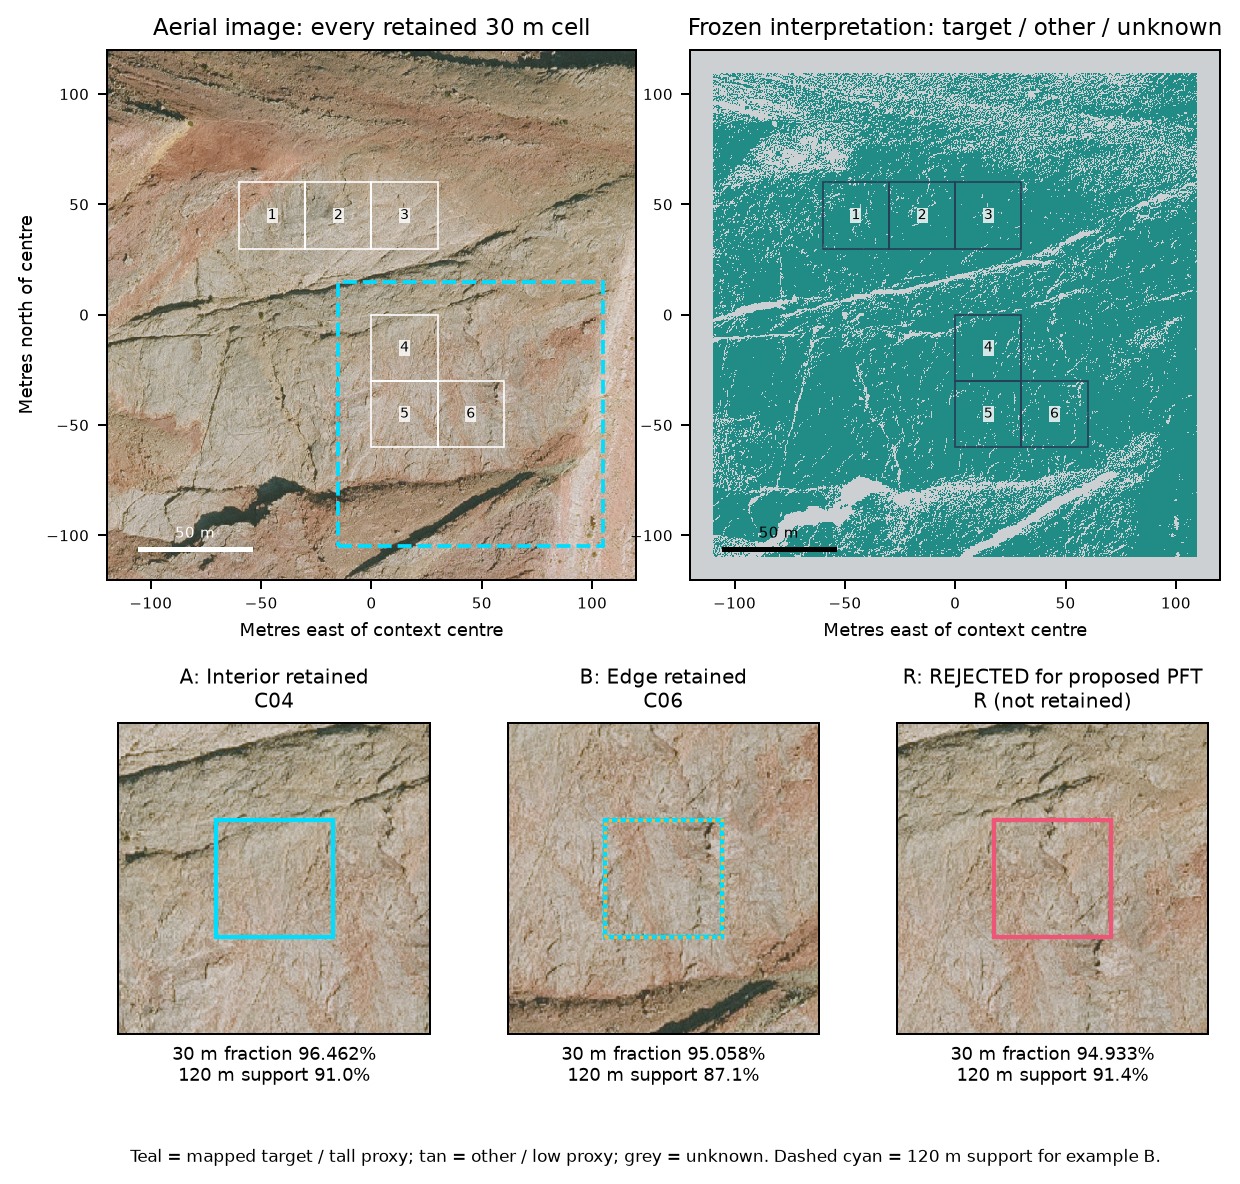 Aerial image: every retained 30 m cell
Frozen interpretation: target / other / unknown
Metres north of centre
100
50
0
−50
−100
1
2
3
4
5
6
50 m
−100
−50
0
50
100
Metres east of context centre
100
50
0
−50
−100
1
2
3
4
5
6
50 m
−100
−50
0
50
100
Metres east of context centre
A: Interior retained
C04
30 m fraction 96.462%
120 m support 91.0%
B: Edge retained
C06
30 m fraction 95.058%
120 m support 87.1%
R: REJECTED for proposed PFT
R (not retained)
30 m fraction 94.933%
120 m support 91.4%
Teal = mapped target / tall proxy; tan = other / low proxy; grey = unknown. Dashed cyan = 120 m support for example B.